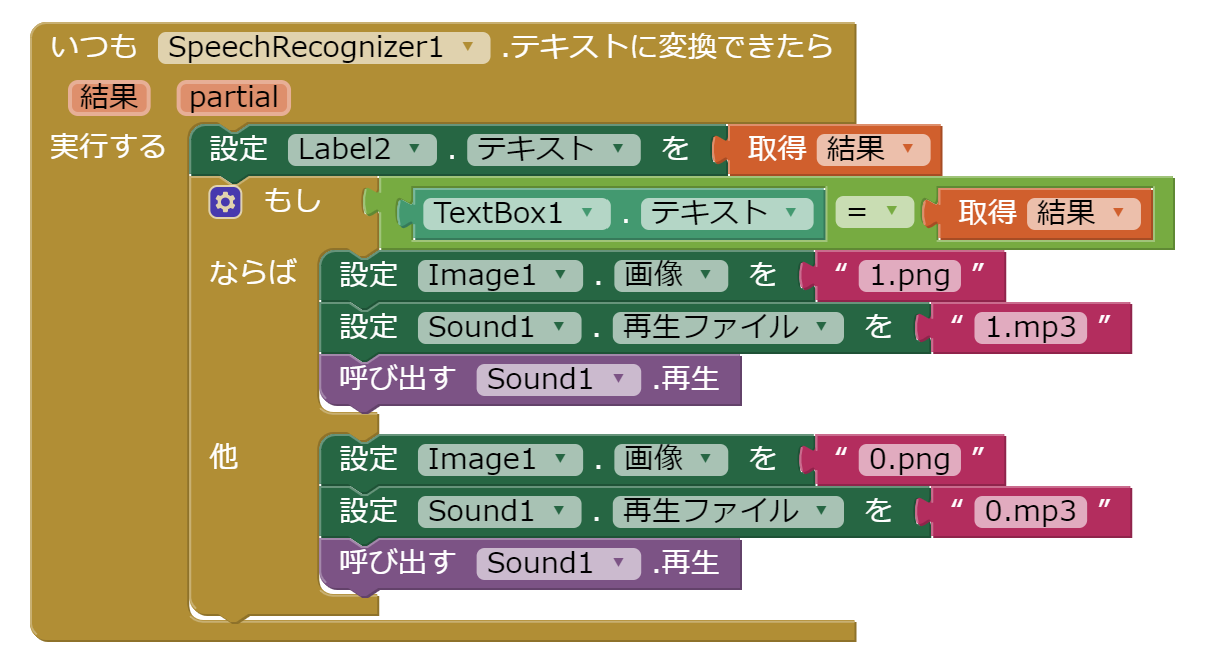 いつも SpeechRecognizer1 .テキストに変換できたら
結果 partial
実行する 設定 Label2 . テキスト を 取得 結果
もし TextBox1 . テキスト = 取得 結果
ならば 設定 Image1 . 画像 を “ 1.png ”
設定 Sound1 . 再生ファイル を “ 1.mp3 ”
呼び出す Sound1 .再生
他 設定 Image1 . 画像 を “ 0.png ”
設定 Sound1 . 再生ファイル を “ 0.mp3 ”
呼び出す Sound1 .再生